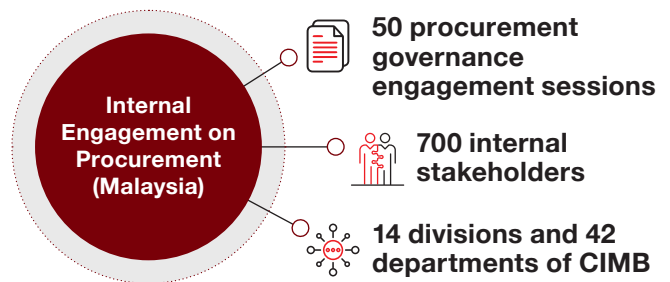 Internal
Engagement on
Procurement
(Malaysia)
50 procurement
governance
engagement sessions
700 internal
stakeholders
14 divisions and 42
departments of CIMB